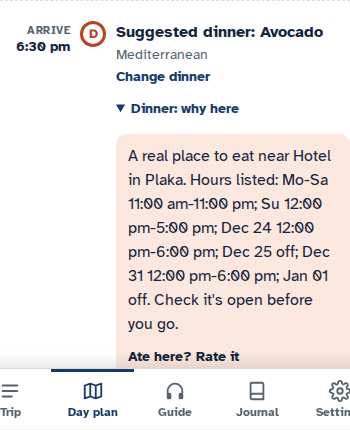 ARRIVE
6:30 pm
D
Suggested dinner: Avocado
Mediterranean
Change dinner
▼ Dinner: why here
A real place to eat near Hotel
in Plaka. Hours listed: Mo-Sa
11:00 am-11:00 pm; Su 12:00
pm-5:00 pm; Dec 24 12:00
pm-6:00 pm; Dec 25 off; Dec
31 12:00 pm-6:00 pm; Jan 01
off. Check it's open before
you go.
Ate here? Rate it
Trip
Day plan
Guide
Journal
Settin